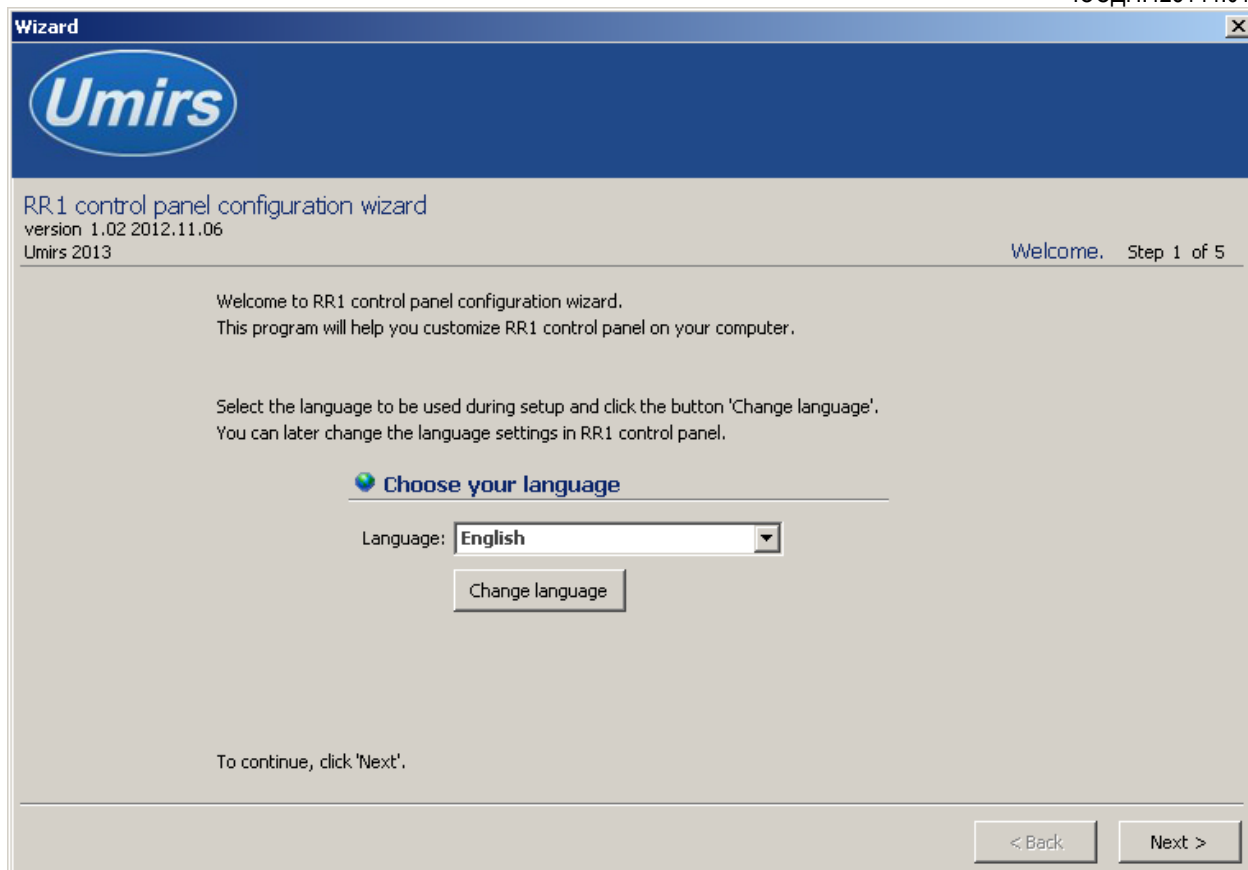 Wizard
Umirs
RR1 control panel configuration wizard
version 1.02 2012.11.06
Umirs 2013
Welcome. Step 1 of 5
Welcome to RR1 control panel configuration wizard.
This program will help you customize RR1 control panel on your computer.
Select the language to be used during setup and click the button 'Change language'.
You can later change the language settings in RR1 control panel.
Choose your language
Language: English
Change language
To continue, click 'Next'.
< Back Next >